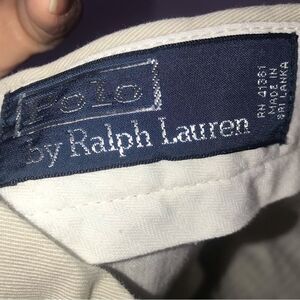 Polo
by Ralph Lauren
RN 41381
MADE IN
SRI LANKA